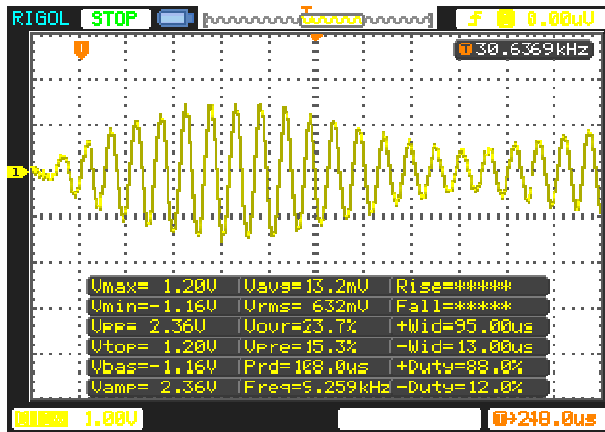 RIGOL STOP 0.00uV
30.6369kHz
1
Vmax= 1.20V Vavg=13.2mV Rise=*****
Vmin=-1.16V Vrms= 632mV Fall=*****
Vpp= 2.36V Vovr=23.7% +Wid=95.00us
Vtop= 1.20V Vpre=15.3% -Wid=13.00us
Vbas=-1.16V Prd=108.0us +Duty=88.0%
Vamp= 2.36V Freq=9.259kHz -Duty=12.0%
1.00V 248.0us